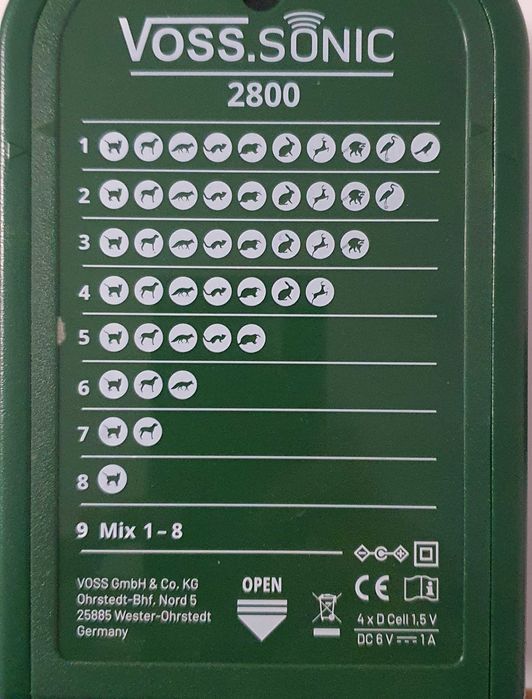 VOSS.SONIC
2800
1
2
3
4
5
6
7
8
9 Mix 1-8
VOSS GmbH & Co. KG
Ohrstedt-Bhf. Nord 5
25885 Wester-Ohrstedt
Germany
OPEN
CE
4 x D Cell 1,5 V
DC 6 V 1 A